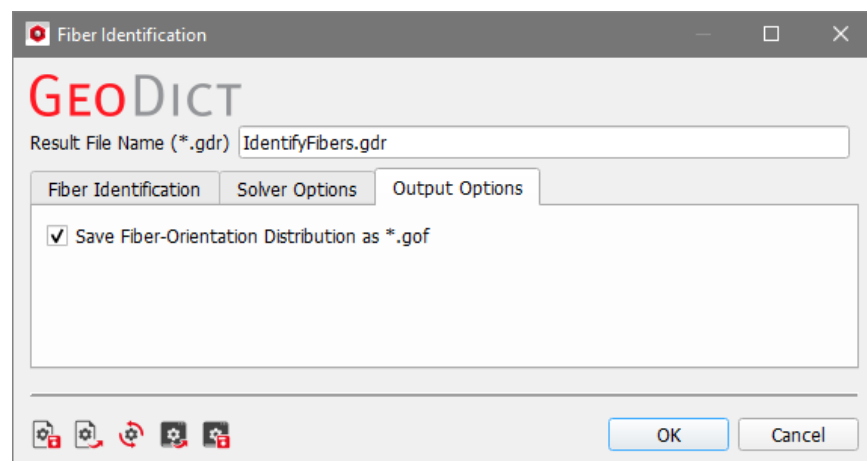 Fiber Identification
GEODICT
Result File Name (*.gdr) IdentifyFibers.gdr
Fiber Identification Solver Options Output Options
Save Fiber-Orientation Distribution as *.gof
OK Cancel